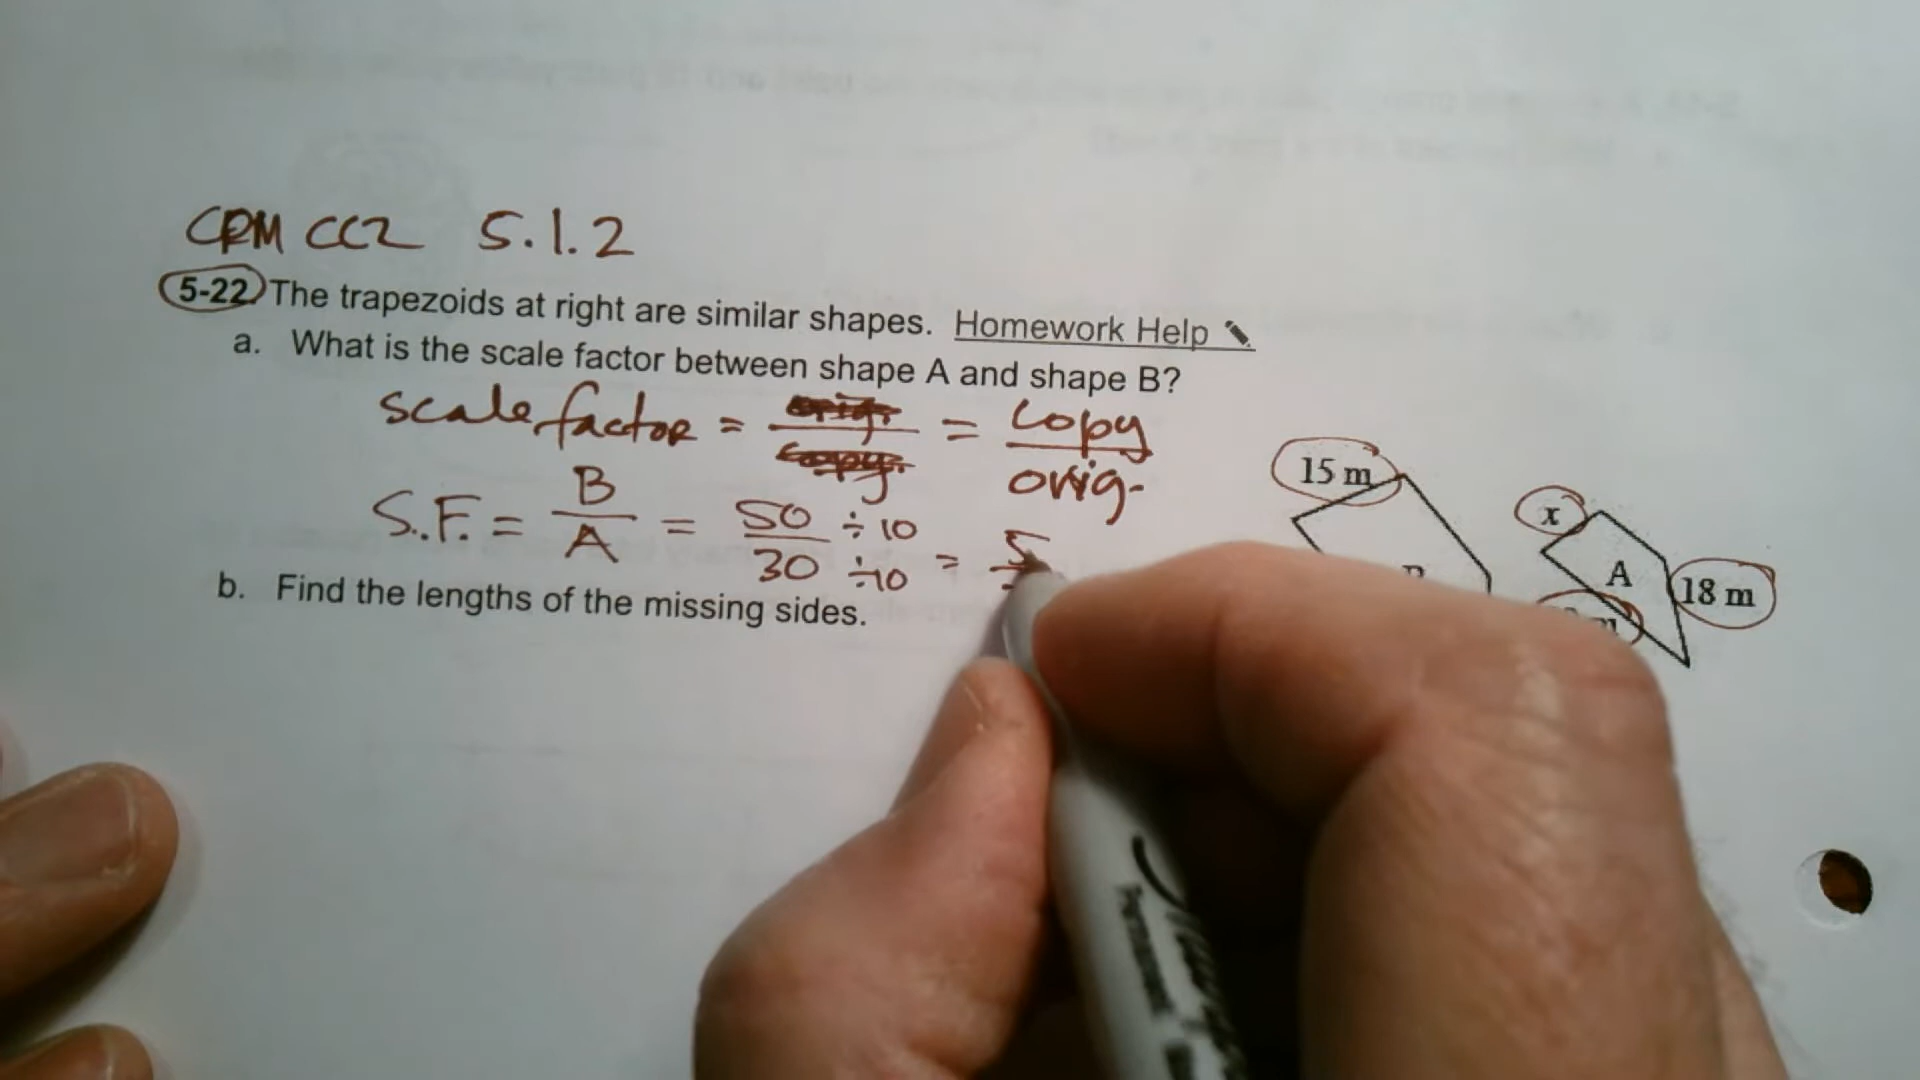 CPM CC2 5.1.2
5-22 The trapezoids at right are similar shapes. Homework Help
a. What is the scale factor between shape A and shape B?
scale factor = = copy / orig.
S.F. = B / A = 50 ÷ 10 / 30 ÷ 10 = 5
b. Find the lengths of the missing sides.
15 m
x
A
18 m